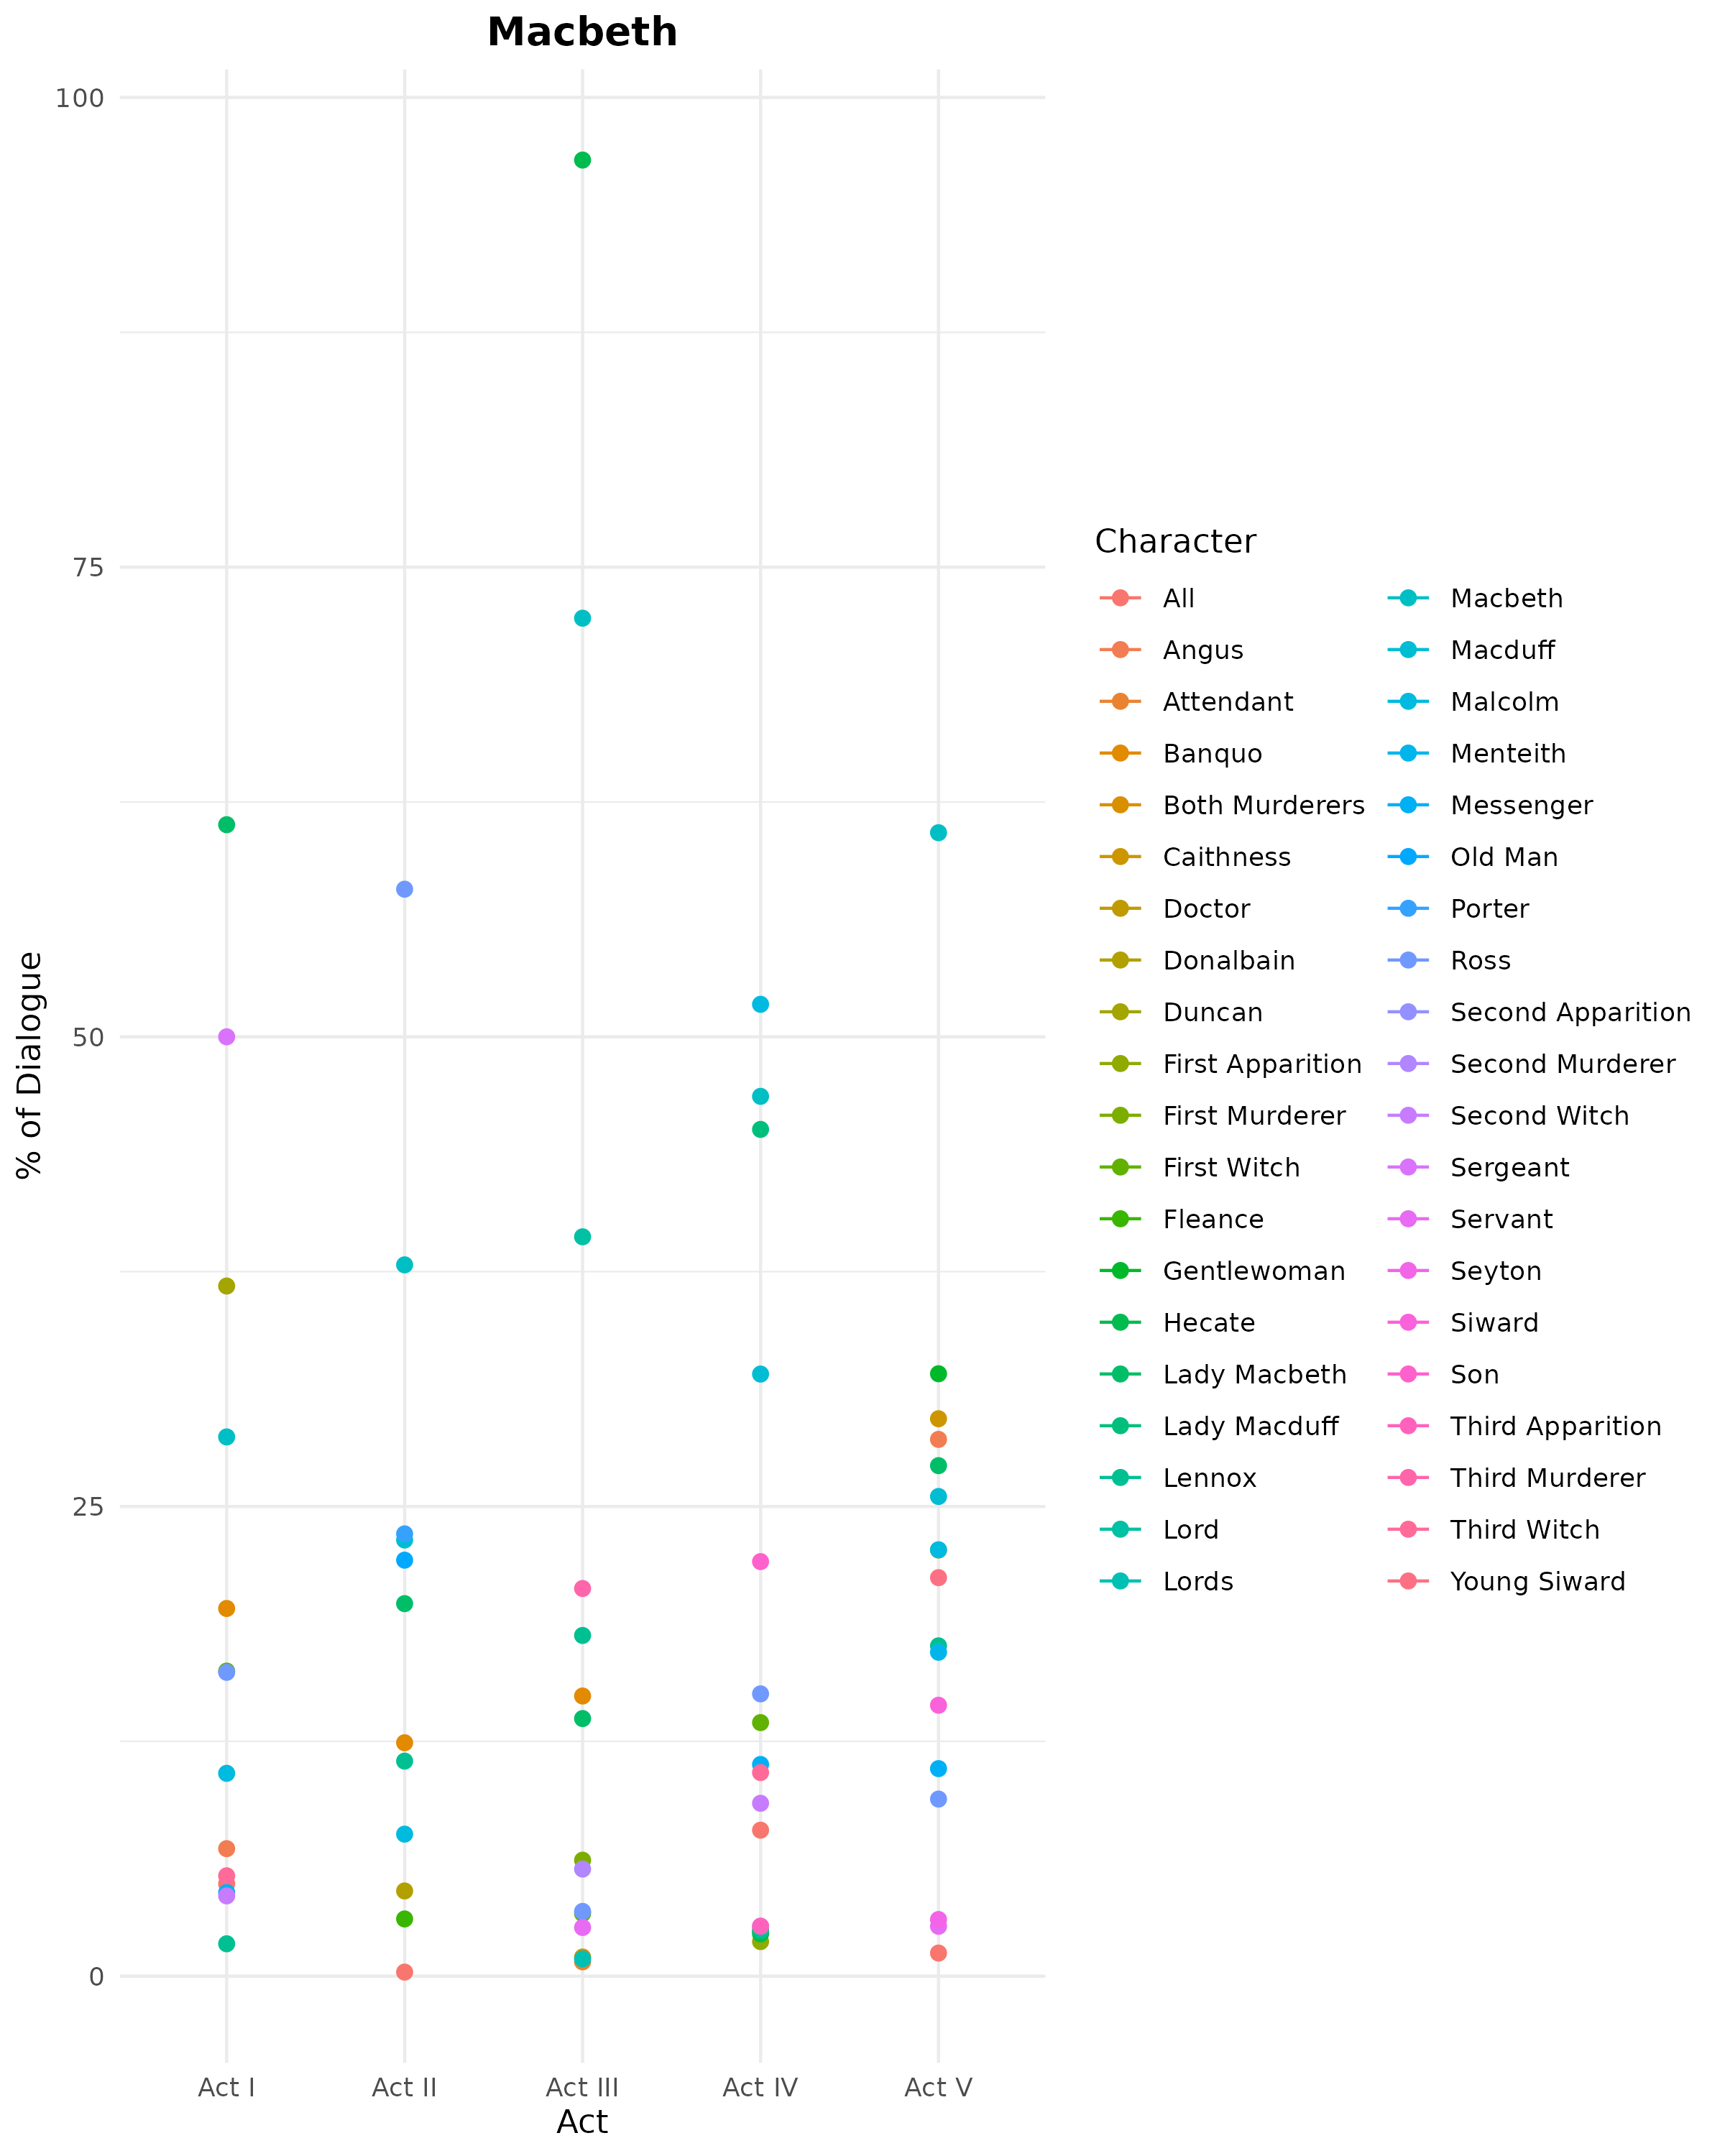 Macbeth
100
75
50
25
0
% of Dialogue
Act I
Act II
Act III
Act IV
Act V
Act
Character
All
Angus
Attendant
Banquo
Both Murderers
Caithness
Doctor
Donalbain
Duncan
First Apparition
First Murderer
First Witch
Fleance
Gentlewoman
Hecate
Lady Macbeth
Lady Macduff
Lennox
Lord
Lords
Macbeth
Macduff
Malcolm
Menteith
Messenger
Old Man
Porter
Ross
Second Apparition
Second Murderer
Second Witch
Sergeant
Servant
Seyton
Siward
Son
Third Apparition
Third Murderer
Third Witch
Young Siward